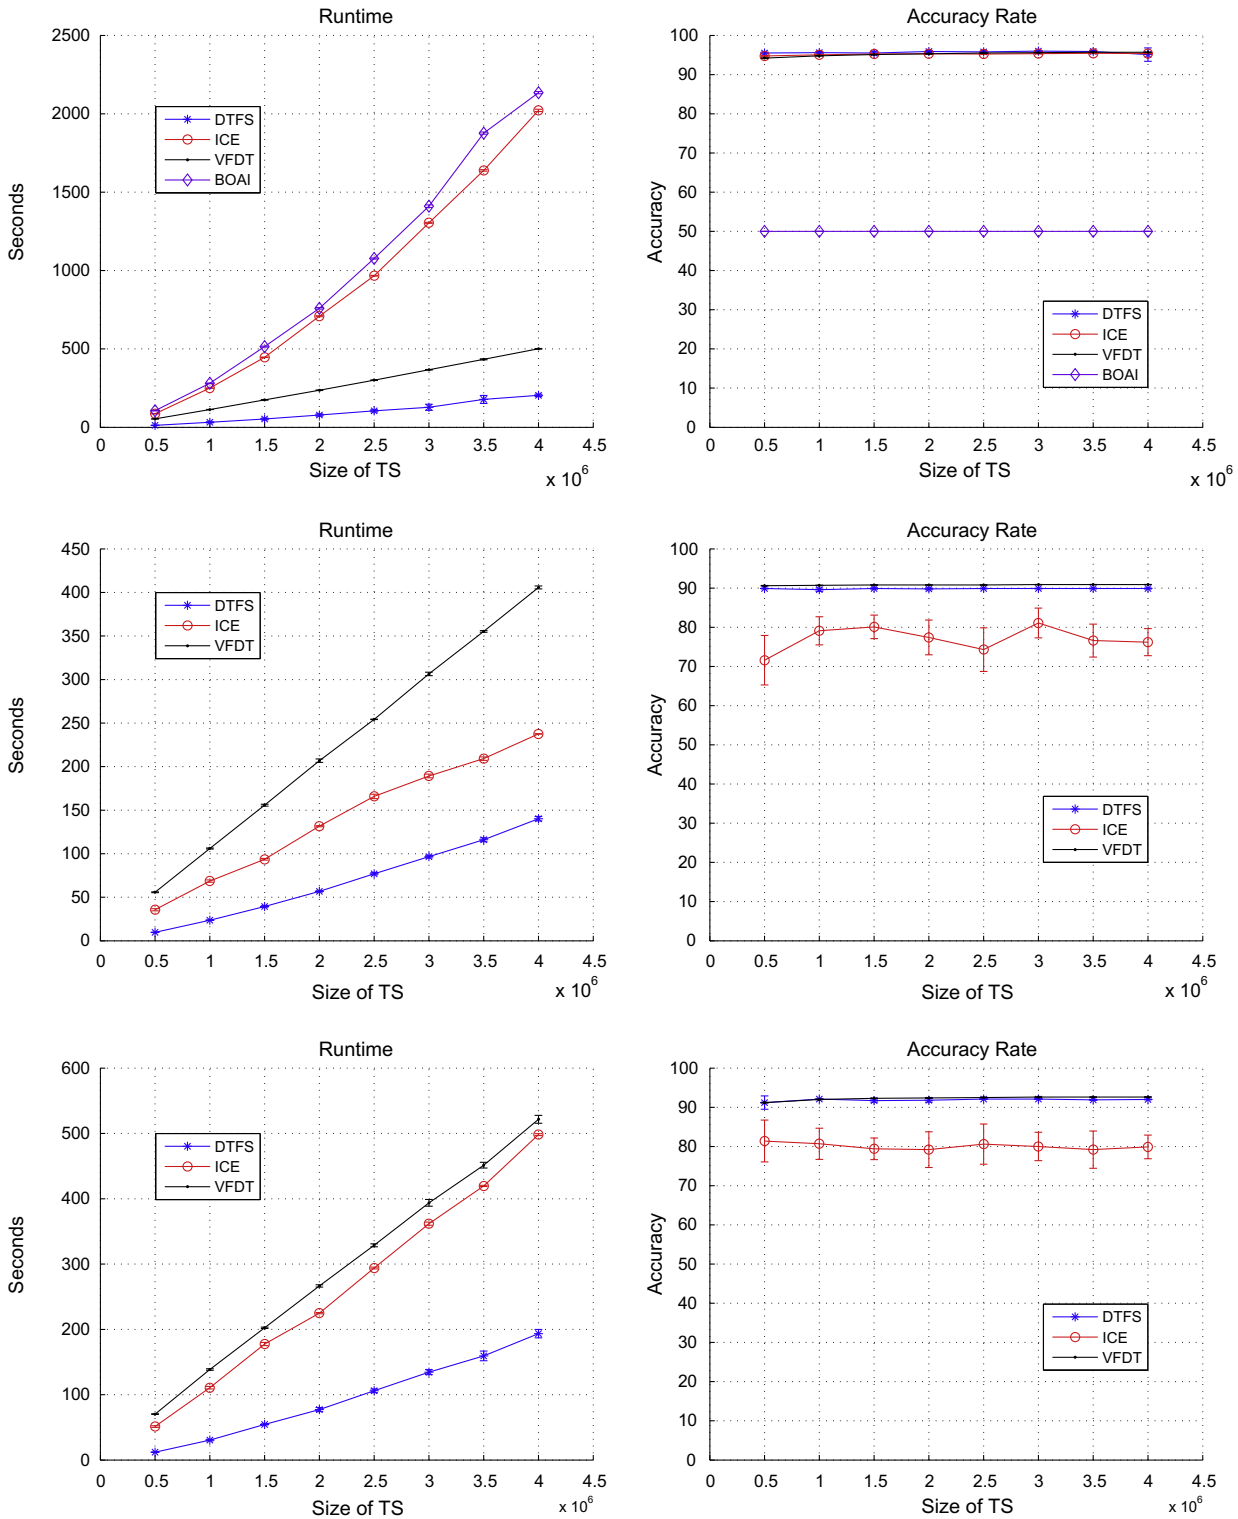 Runtime
2500
2000
1500
1000
500
0
Seconds
DTFS
ICE
VFDT
BOAI
0 0.5 1 1.5 2 2.5 3 3.5 4 4.5
Size of TS
x 10^6
Accuracy Rate
100
90
80
70
60
50
40
30
20
10
0
Accuracy
DTFS
ICE
VFDT
BOAI
0 0.5 1 1.5 2 2.5 3 3.5 4 4.5
Size of TS
x 10^6
Runtime
450
400
350
300
250
200
150
100
50
0
Seconds
DTFS
ICE
VFDT
0 0.5 1 1.5 2 2.5 3 3.5 4 4.5
Size of TS
x 10^6
Accuracy Rate
100
90
80
70
60
50
40
30
20
10
0
Accuracy
DTFS
ICE
VFDT
0 0.5 1 1.5 2 2.5 3 3.5 4 4.5
Size of TS
x 10^6
Runtime
600
500
400
300
200
100
0
Seconds
DTFS
ICE
VFDT
0 0.5 1 1.5 2 2.5 3 3.5 4 4.5
Size of TS
x 10^6
Accuracy Rate
100
90
80
70
60
50
40
30
20
10
0
Accuracy
DTFS
ICE
VFDT
0 0.5 1 1.5 2 2.5 3 3.5 4 4.5
Size of TS
x 10^6